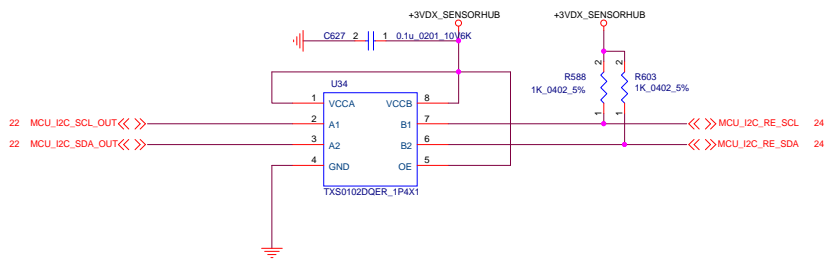 +3VDX_SENSORHUB
+3VDX_SENSORHUB
C627 2 1 0.1u_0201_10V6K
U34
R588
1K_0402_5%
2
1
R603
1K_0402_5%
2
1
1 VCCA VCCB 8
22 MCU_I2C_SCL_OUT 2 A1 B1 7 MCU_I2C_RE_SCL 24
22 MCU_I2C_SDA_OUT 3 A2 B2 6 MCU_I2C_RE_SDA 24
4 GND OE 5
TXS0102DQER_1P4X1